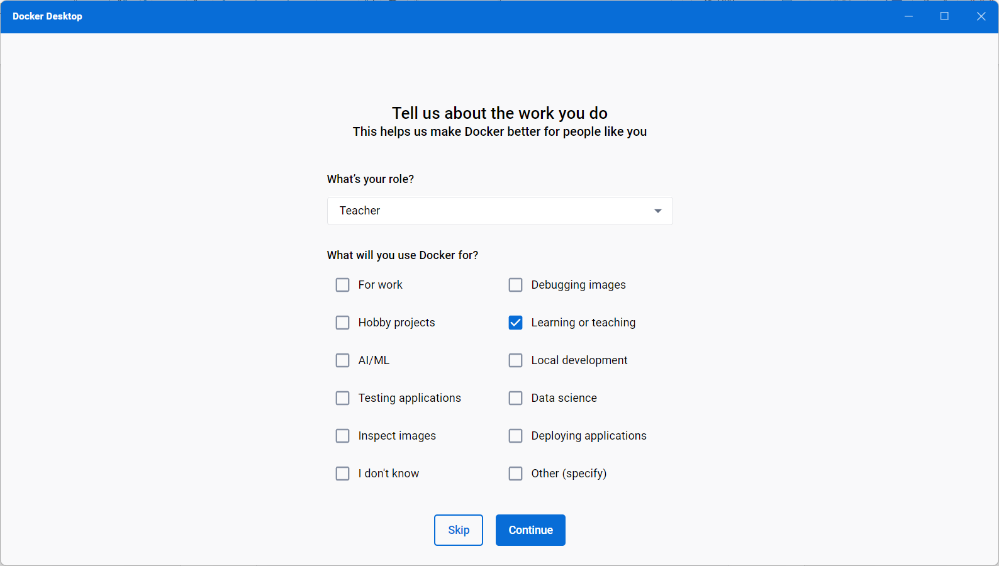 Docker Desktop
Tell us about the work you do
This helps us make Docker better for people like you
What’s your role?
Teacher
What will you use Docker for?
For work
Debugging images
Hobby projects
Learning or teaching
AI/ML
Local development
Testing applications
Data science
Inspect images
Deploying applications
I don't know
Other (specify)
Skip
Continue